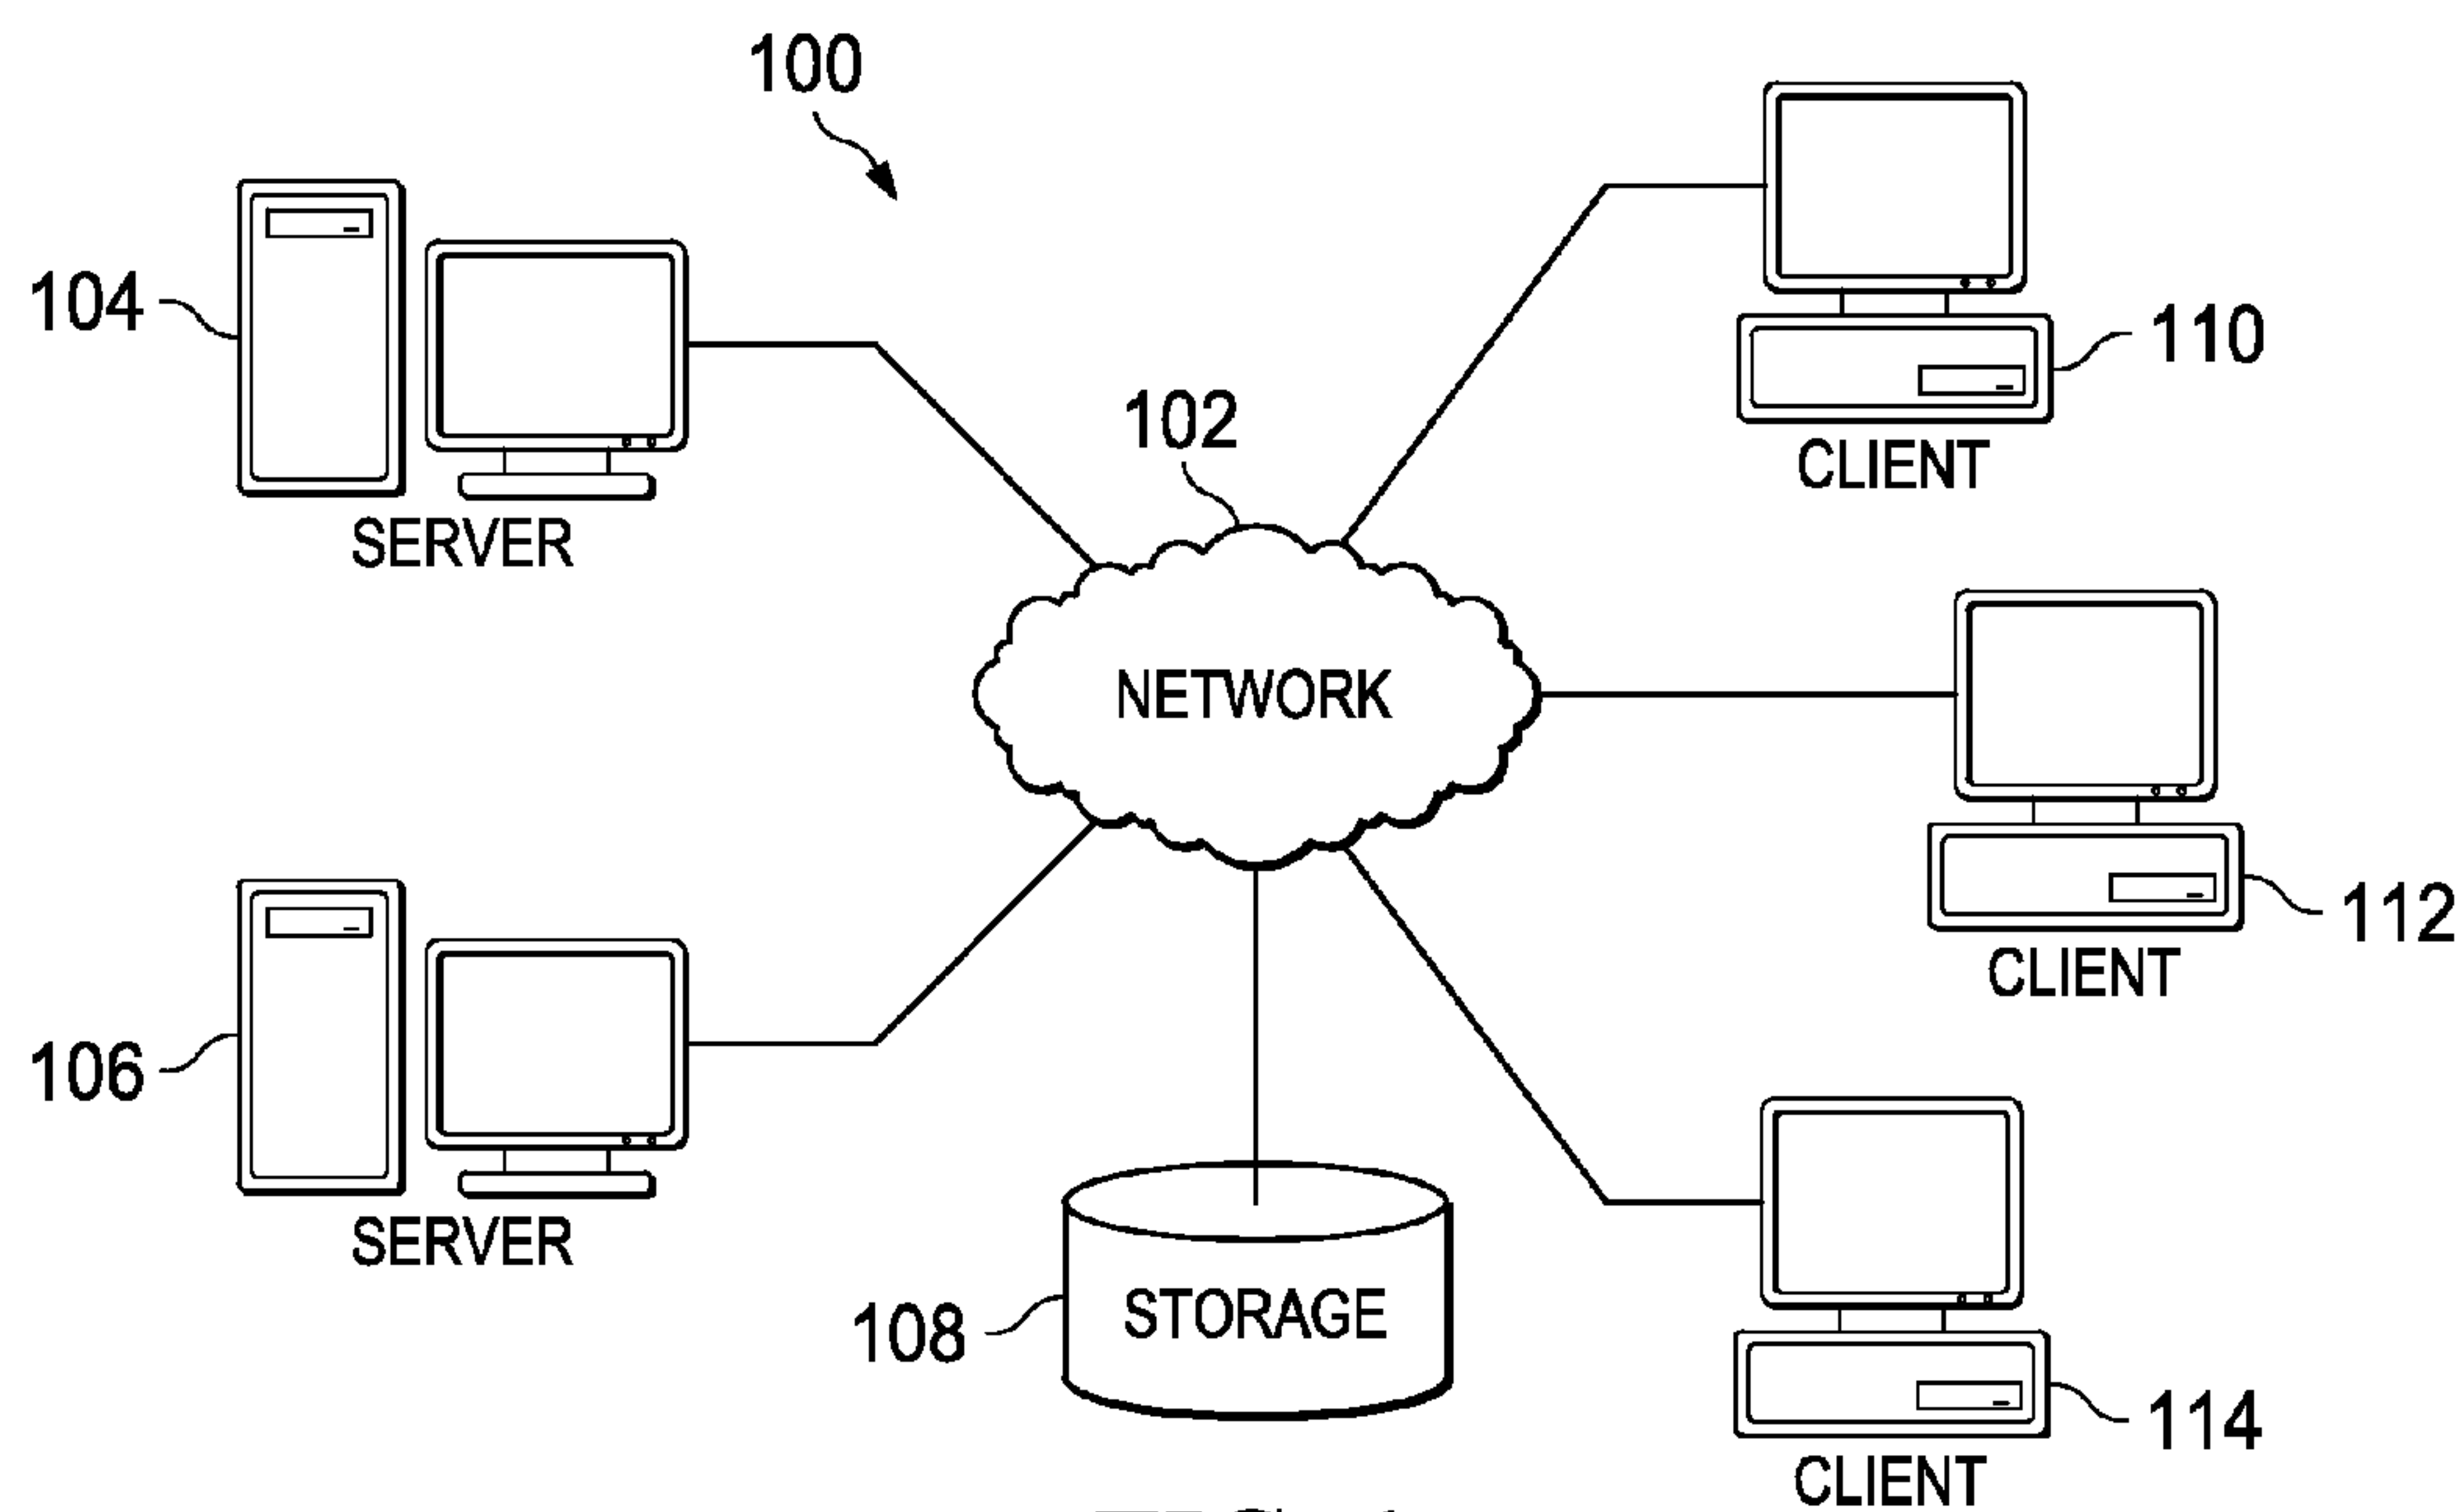 100
104
SERVER
110
CLIENT
102
NETWORK
112
CLIENT
106
SERVER
108
STORAGE
114
CLIENT